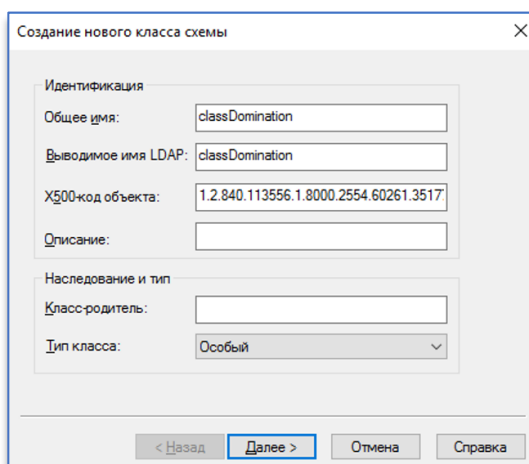 Создание нового класса схемы
Идентификация
Общее имя: classDomination
Выводимое имя LDAP: classDomination
X500-код объекта: 1.2.840.113556.1.8000.2554.60261.3517
Описание:
Наследование и тип
Класс-родитель:
Тип класса: Особый
< Назад Далее > Отмена Справка